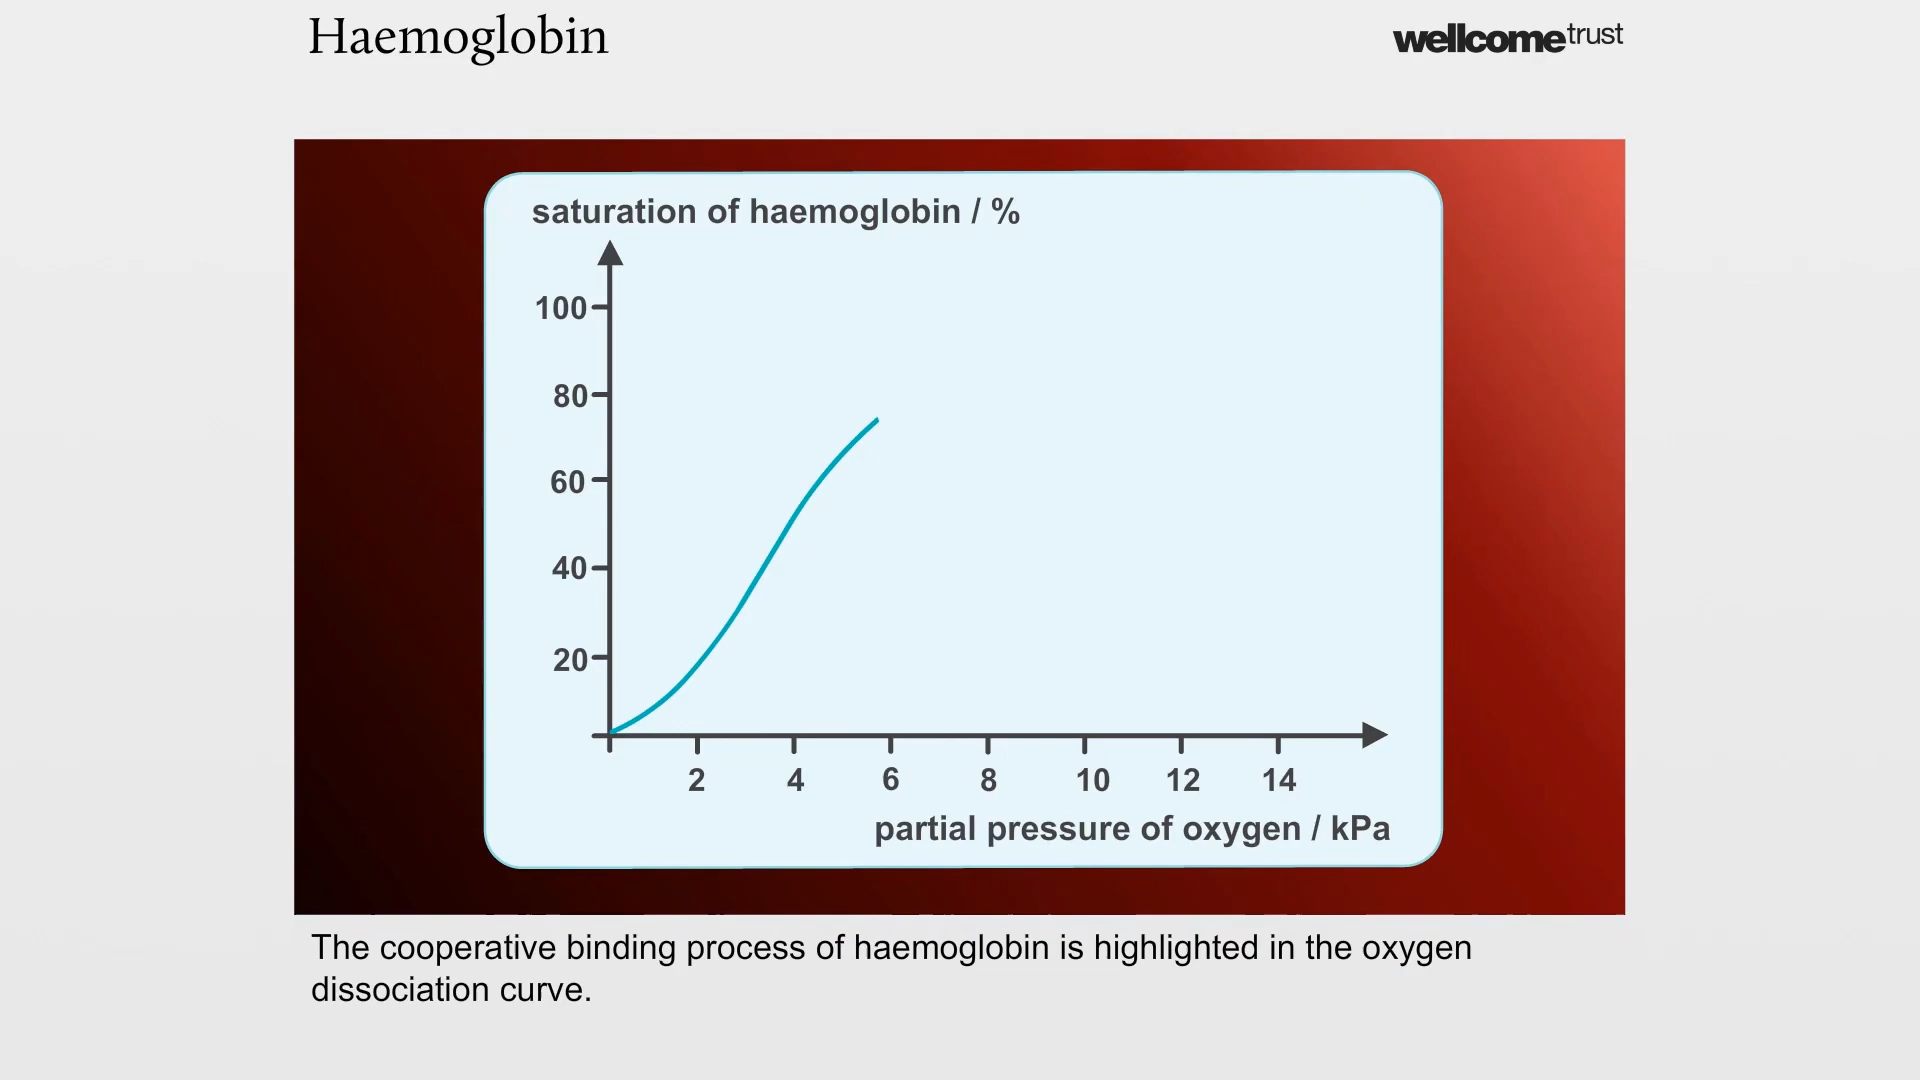 Haemoglobin
wellcometrust
saturation of haemoglobin / %
100
80
60
40
20
2 4 6 8 10 12 14
partial pressure of oxygen / kPa
The cooperative binding process of haemoglobin is highlighted in the oxygen
dissociation curve.